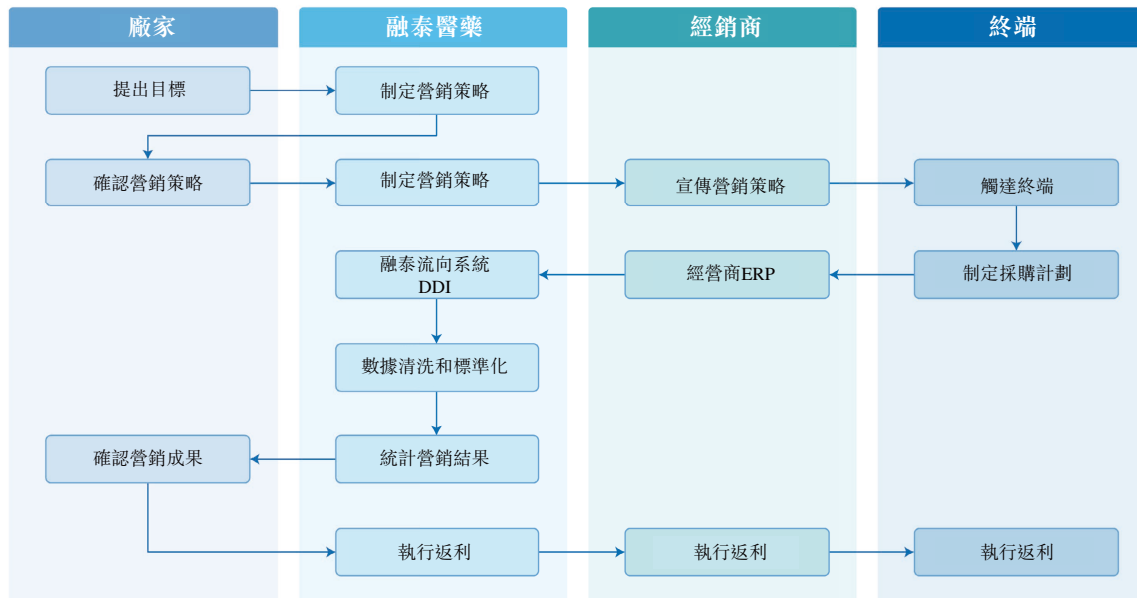 廠家
融泰醫藥
經銷商
終端
提出目標
制定營銷策略
確認營銷策略
制定營銷策略
宣傳營銷策略
觸達終端
融泰流向系統
DDI
經營商ERP
制定採購計劃
數據清洗和標準化
確認營銷成果
統計營銷結果
執行返利
執行返利
執行返利